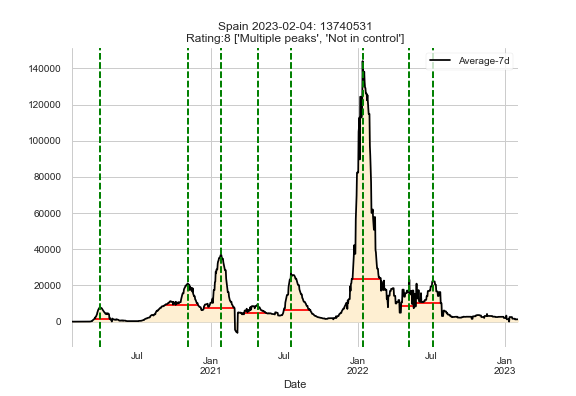 Spain 2023-02-04: 13740531
Rating:8 ['Multiple peaks', 'Not in control']
Average-7d
140000
120000
100000
80000
60000
40000
20000
0
Jul
Jan
2021
Jul
Jan
2022
Jul
Jan
2023
Date